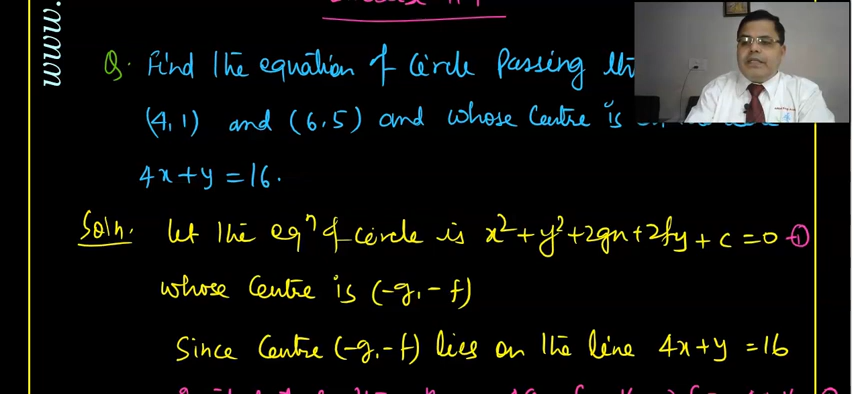 www.
Q. Find the equation of circle passing
(4,1) and (6,5) and whose Centre is
4x+y=16.
Soln. Let the eqⁿ of circle is x²+y²+2gx+2fy+c=0 -①
whose Centre is (-g,-f)
Since Centre (-g,-f) lies on the line 4x+y=16